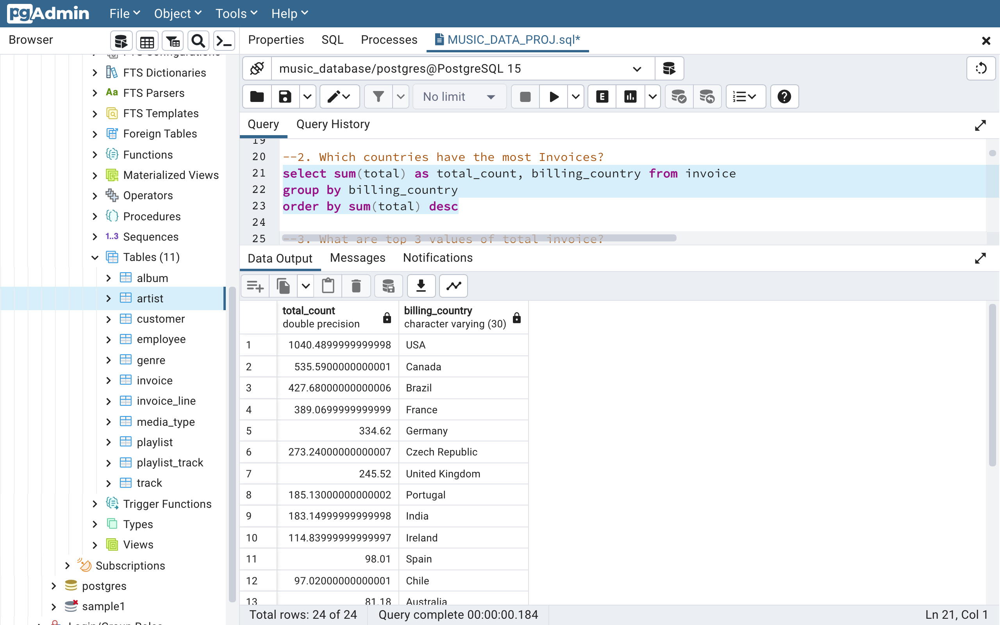 pgAdmin File Object Tools Help
Browser
Properties SQL Processes MUSIC_DATA_PROJ.sql*
FTS Configurations
FTS Dictionaries
Aa FTS Parsers
FTS Templates
Foreign Tables
Functions
Materialized Views
Operators
Procedures
1..3 Sequences
Tables (11)
album
artist
customer
employee
genre
invoice
invoice_line
media_type
playlist
playlist_track
track
Trigger Functions
Types
Views
Subscriptions
postgres
sample1
Login/Group Roles
music_database/postgres@PostgreSQL 15
No limit
E
Query Query History
19
20 --2. Which countries have the most Invoices?
21 select sum(total) as total_count, billing_country from invoice
22 group by billing_country
23 order by sum(total) desc
24
25 --3. What are top 3 values of total invoice?
Data Output Messages Notifications
total_count billing_country
double precision character varying (30)
1 1040.4899999999998 USA
2 535.5900000000001 Canada
3 427.68000000000006 Brazil
4 389.0699999999999 France
5 334.62 Germany
6 273.24000000000007 Czech Republic
7 245.52 United Kingdom
8 185.13000000000002 Portugal
9 183.14999999999998 India
10 114.83999999999997 Ireland
11 98.01 Spain
12 97.02000000000001 Chile
13 81.18 Australia
Total rows: 24 of 24 Query complete 00:00:00.184 Ln 21, Col 1